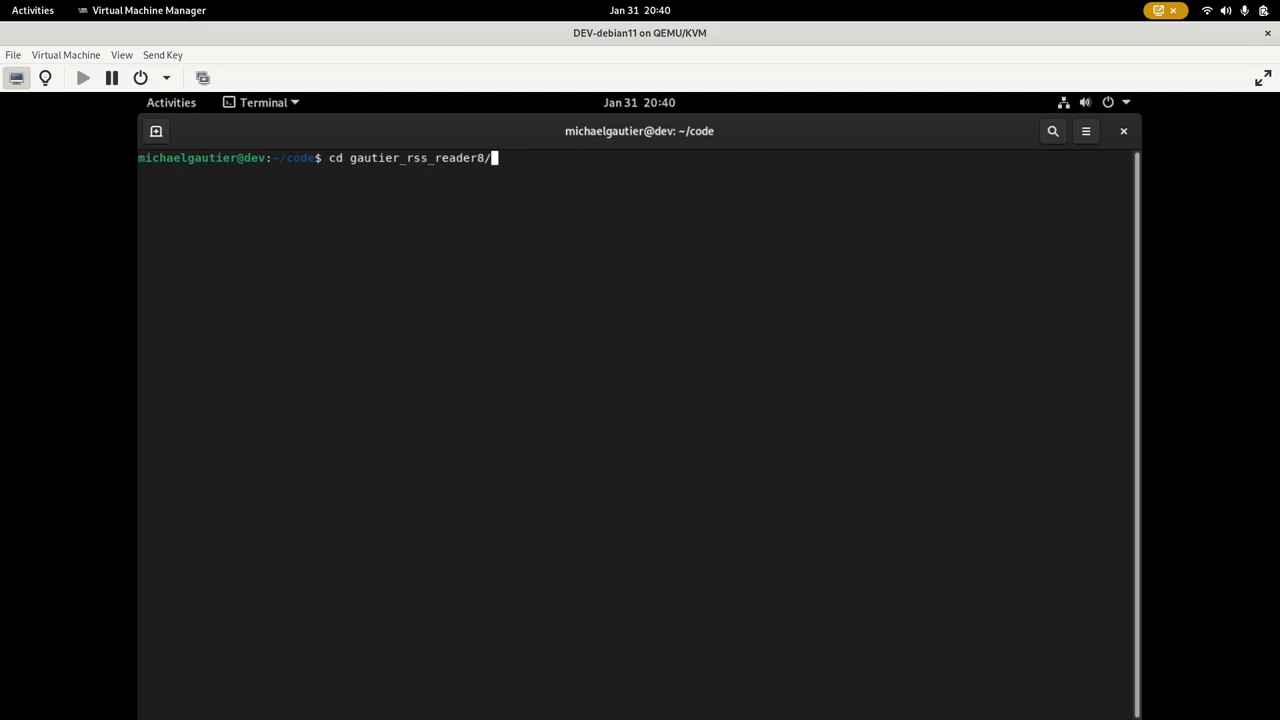 Activities Virtual Machine Manager Jan 31 20:40
DEV-debian11 on QEMU/KVM
File Virtual Machine View Send Key
Activities Terminal Jan 31 20:40
michaelgautier@dev: ~/code
michaelgautier@dev:~/code$ cd gautier_rss_reader8/